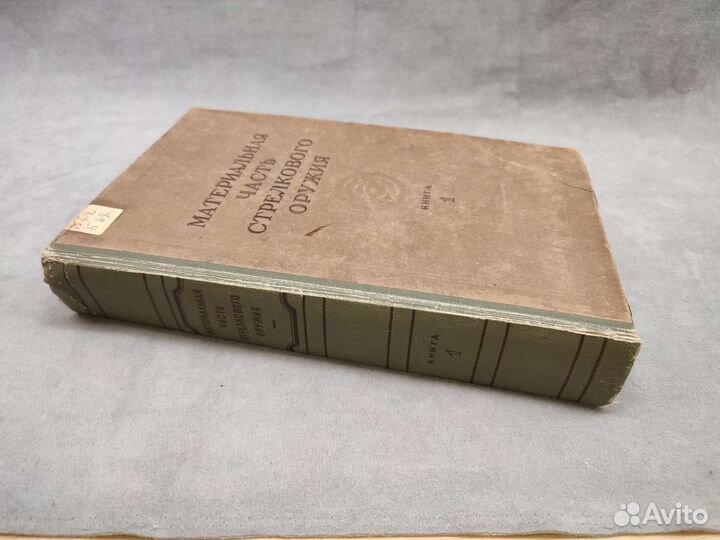 МАТЕРИАЛЬНАЯ
ЧАСТЬ
СТРЕЛКОВОГО
ОРУЖИЯ
КНИГА
1
МАТЕРИАЛЬНАЯ
ЧАСТЬ
СТРЕЛКОВОГО
ОРУЖИЯ
КНИГА
1
Avito